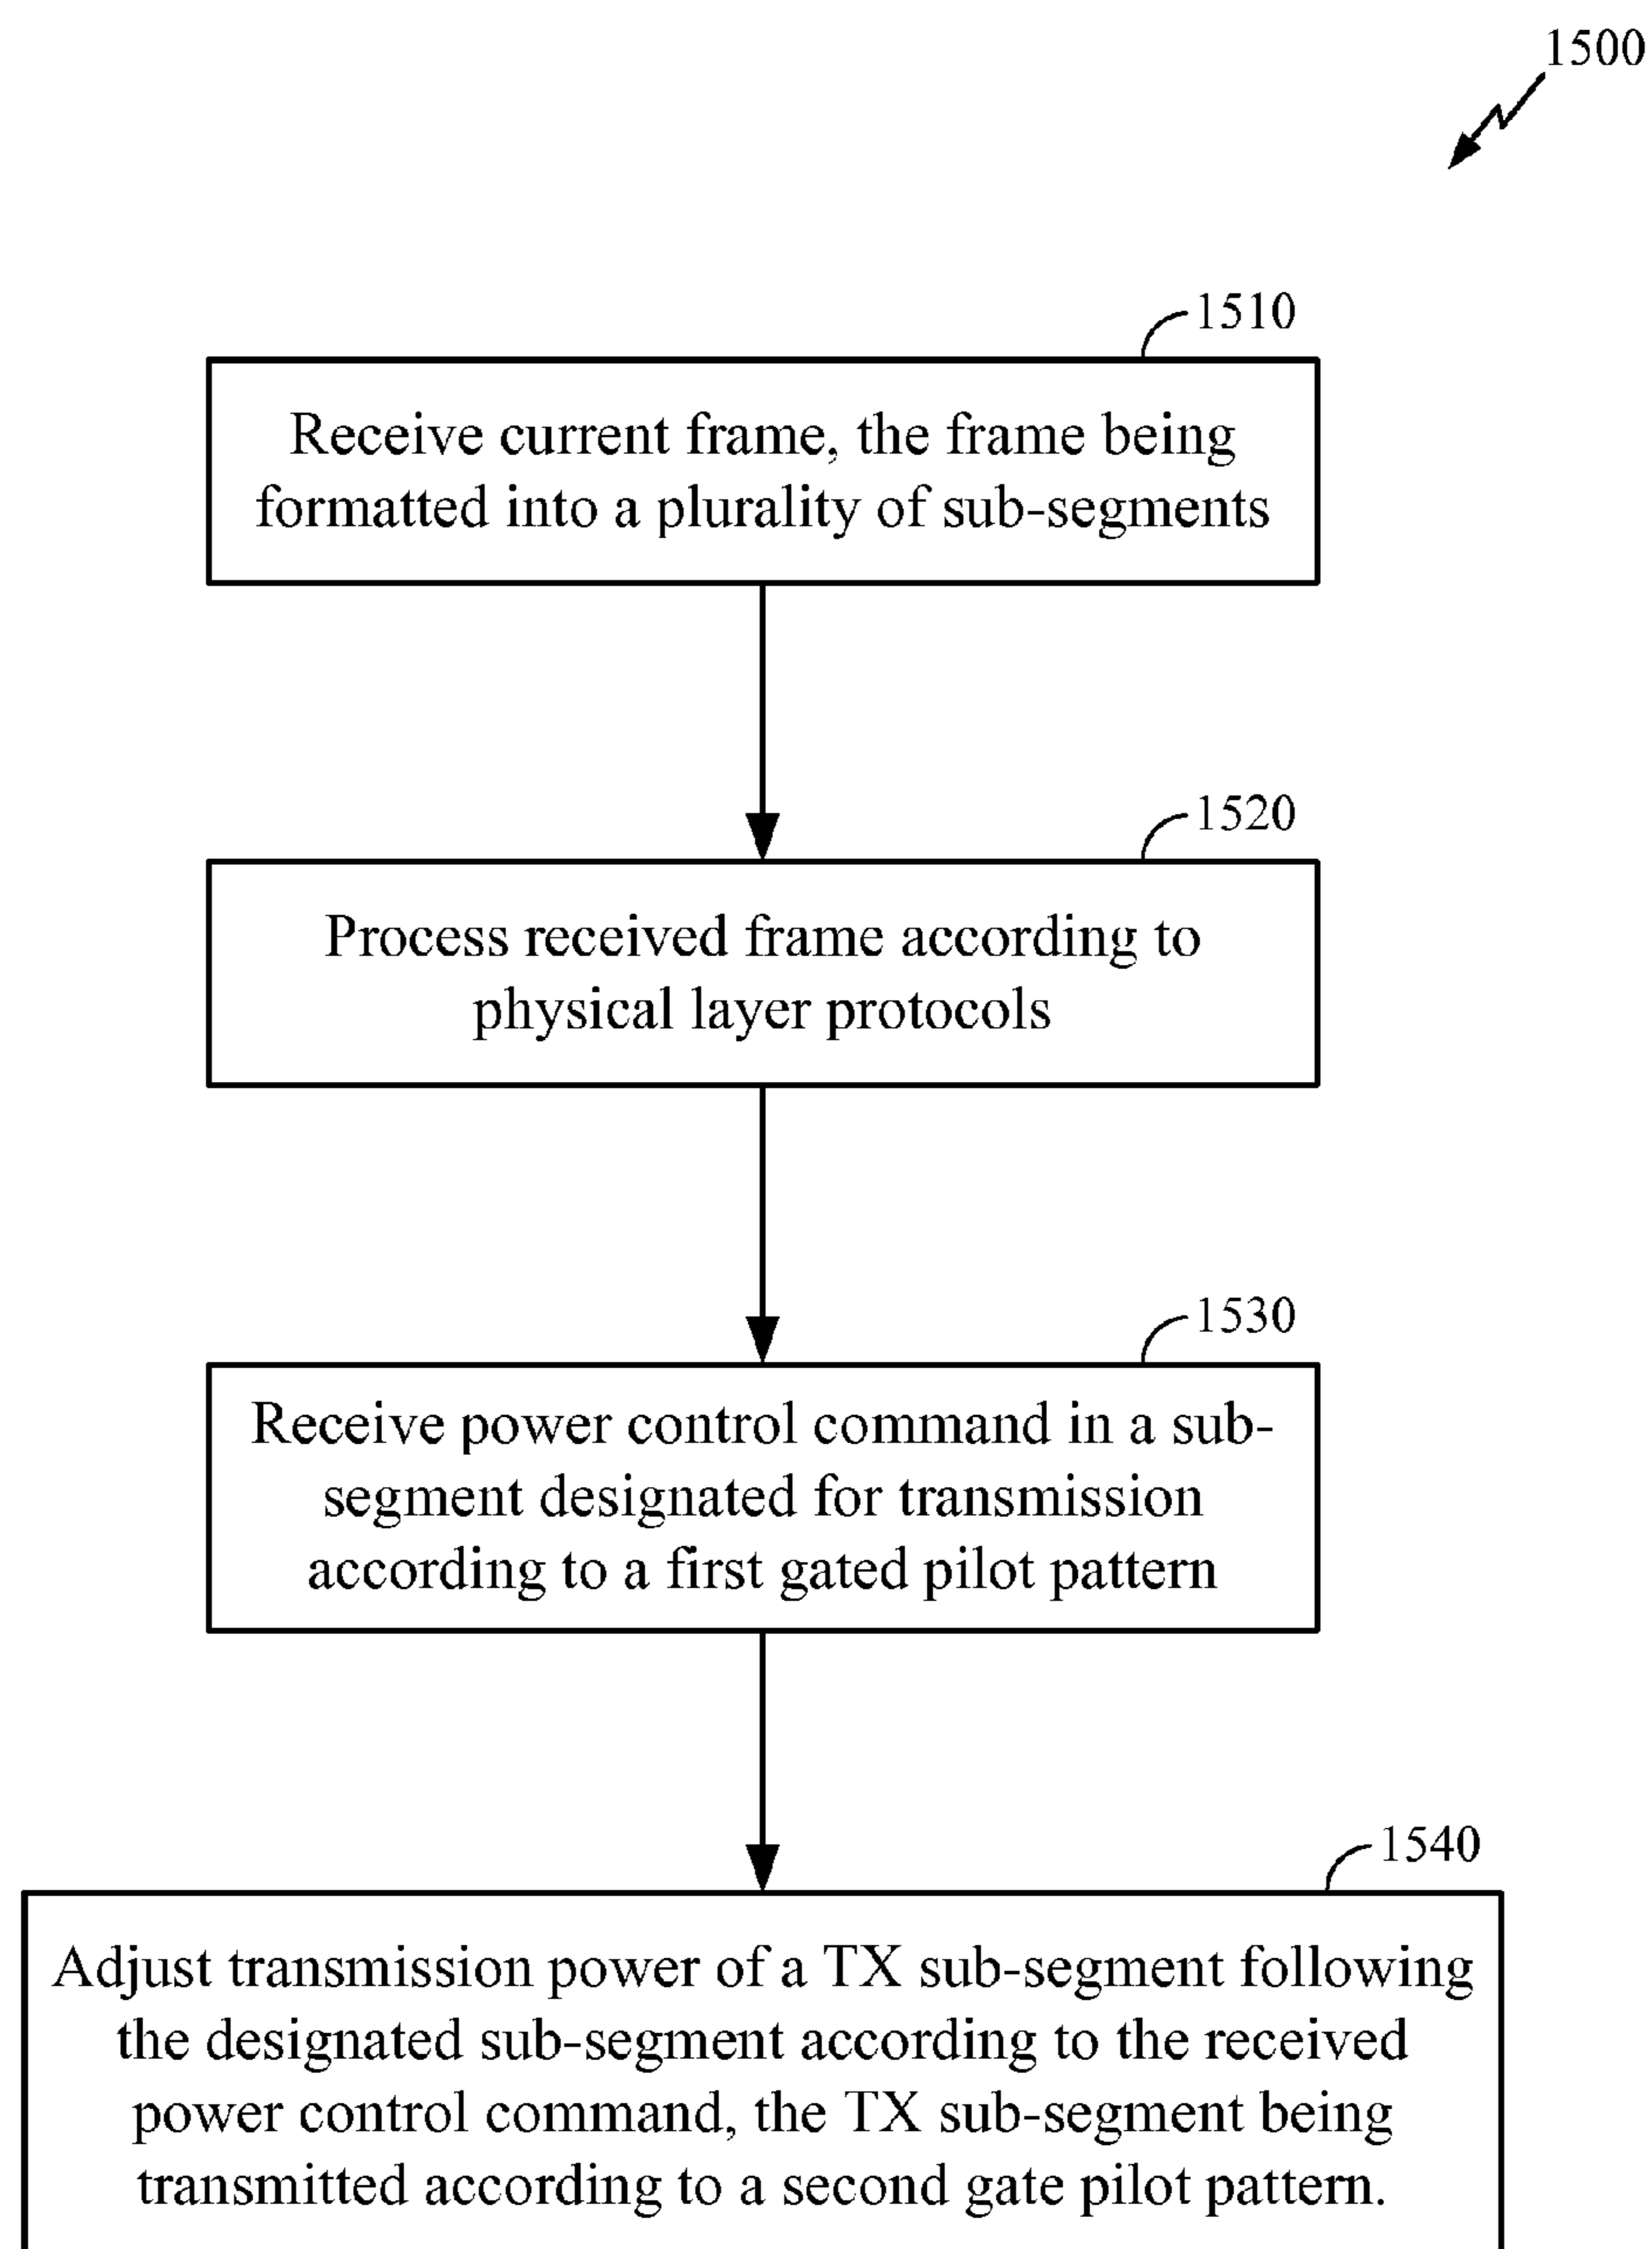 1500
1510
Receive current frame, the frame being
formatted into a plurality of sub-segments
1520
Process received frame according to
physical layer protocols
1530
Receive power control command in a sub-
segment designated for transmission
according to a first gated pilot pattern
1540
Adjust transmission power of a TX sub-segment following
the designated sub-segment according to the received
power control command, the TX sub-segment being
transmitted according to a second gate pilot pattern.